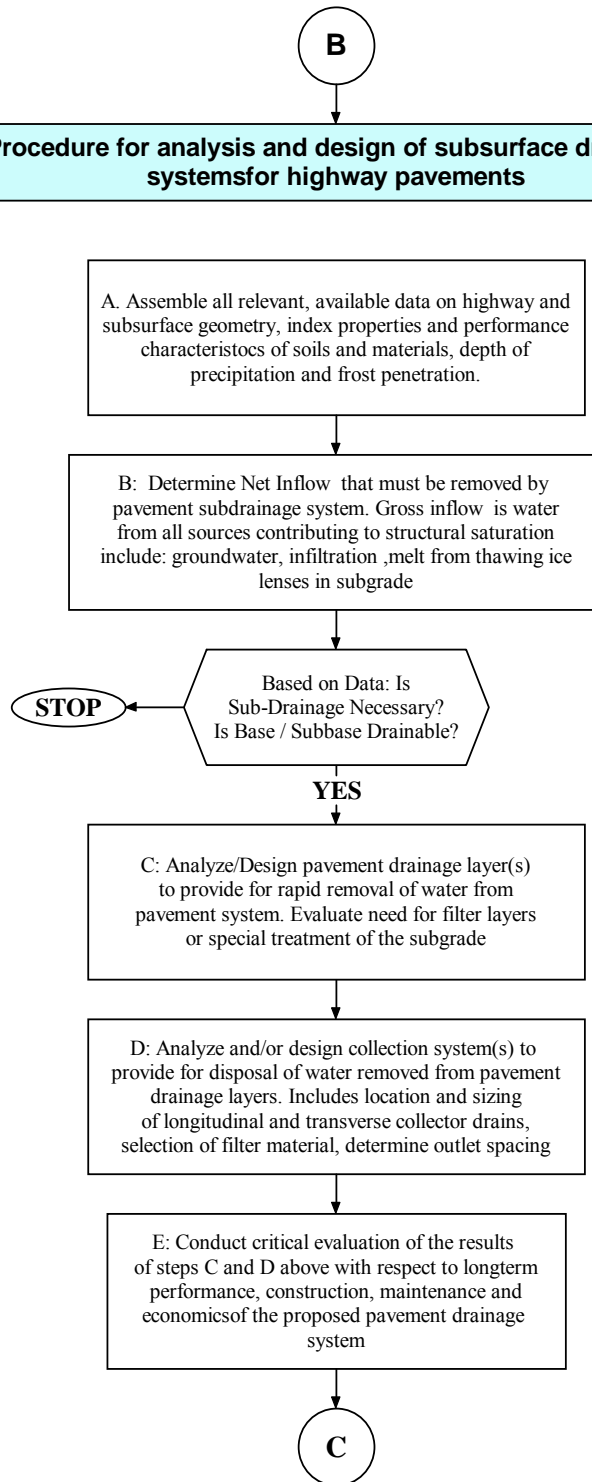 B
Procedure for analysis and design of subsurface dr
systemsfor highway pavements
A. Assemble all relevant, available data on highway and
subsurface geometry, index properties and performance
characteristocs of soils and materials, depth of
precipitation and frost penetration.
B: Determine Net Inflow that must be removed by
pavement subdrainage system. Gross inflow is water
from all sources contributing to structural saturation
include: groundwater, infiltration ,melt from thawing ice
lenses in subgrade
Based on Data: Is
Sub-Drainage Necessary?
Is Base / Subbase Drainable?
STOP
YES
C: Analyze/Design pavement drainage layer(s)
to provide for rapid removal of water from
pavement system. Evaluate need for filter layers
or special treatment of the subgrade
D: Analyze and/or design collection system(s) to
provide for disposal of water removed from pavement
drainage layers. Includes location and sizing
of longitudinal and transverse collector drains,
selection of filter material, determine outlet spacing
E: Conduct critical evaluation of the results
of steps C and D above with respect to longterm
performance, construction, maintenance and
economicsof the proposed pavement drainage
system
C